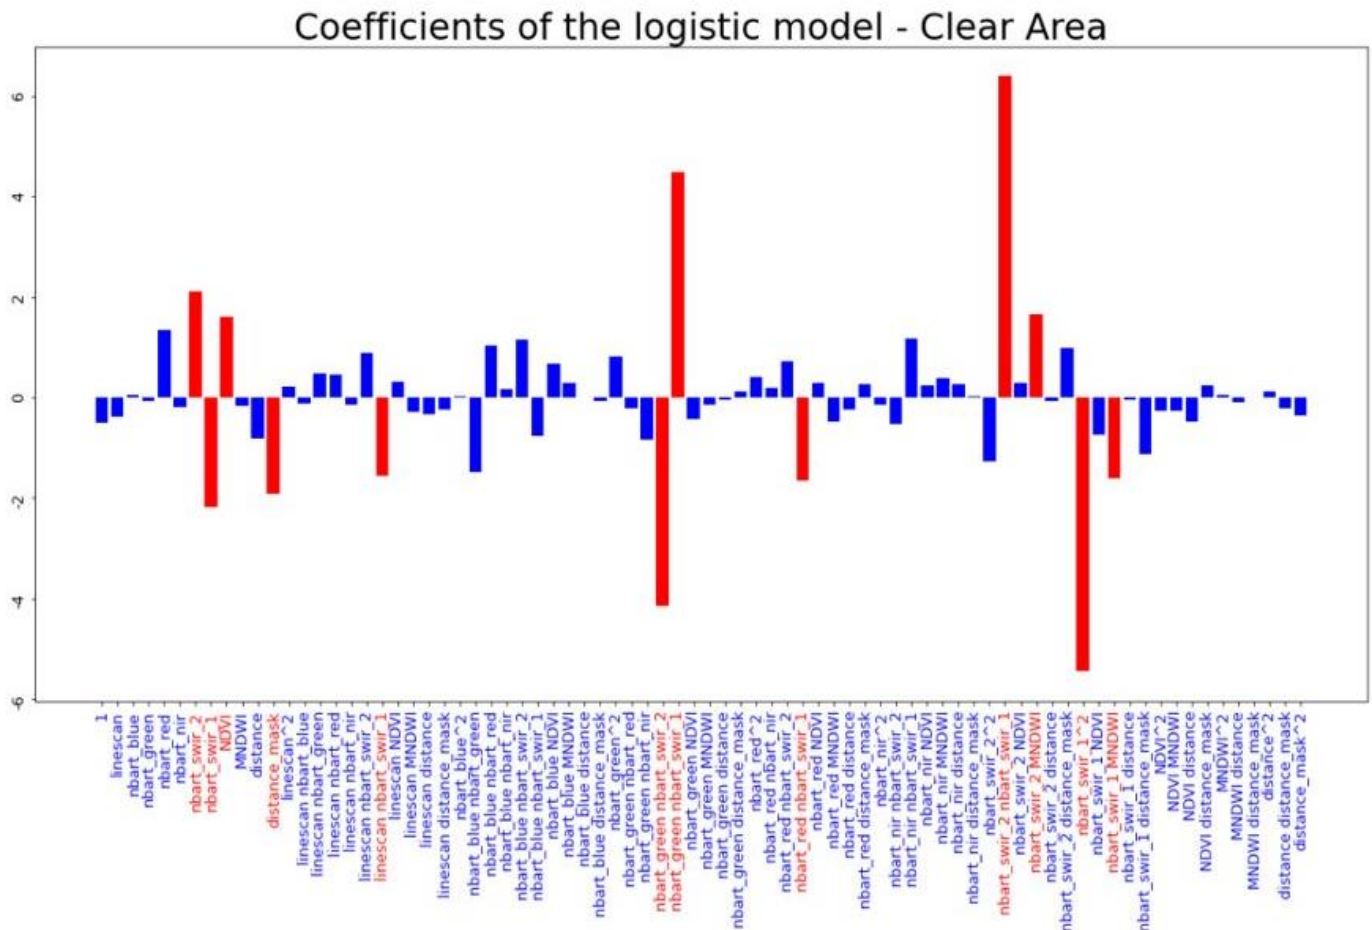 Coefficients of the logistic model - Clear Area
6
4
2
0
-2
-4
-6
1
linescan
nbart_blue
nbart_green
nbart_red
nbart_nir
nbart_swir_2
nbart_swir_1
NDVI
MNDWI
distance
distance_mask
linescan^2
linescan nbart_blue
linescan nbart_green
linescan nbart_red
linescan nbart_nir
linescan nbart_swir_2
linescan nbart_swir_1
linescan NDVI
linescan MNDWI
linescan distance
linescan distance_mask
nbart_blue^2
nbart_blue nbart_green
nbart_blue nbart_red
nbart_blue nbart_nir
nbart_blue nbart_swir_2
nbart_blue nbart_swir_1
nbart_blue NDVI
nbart_blue MNDWI
nbart_blue distance
nbart_blue distance_mask
nbart_green^2
nbart_green nbart_red
nbart_green nbart_nir
nbart_green nbart_swir_2
nbart_green nbart_swir_1
nbart_green NDVI
nbart_green MNDWI
nbart_green distance
nbart_green distance_mask
nbart_red^2
nbart_red nbart_nir
nbart_red nbart_swir_2
nbart_red nbart_swir_1
nbart_red NDVI
nbart_red MNDWI
nbart_red distance
nbart_red distance_mask
nbart_nir^2
nbart_nir nbart_swir_2
nbart_nir nbart_swir_1
nbart_nir NDVI
nbart_nir MNDWI
nbart_nir distance
nbart_nir distance_mask
nbart_swir_2^2
nbart_swir_2 nbart_swir_1
nbart_swir_2 NDVI
nbart_swir_2 MNDWI
nbart_swir_2 distance
nbart_swir_2 distance_mask
nbart_swir_1^2
nbart_swir_1 NDVI
nbart_swir_1 MNDWI
nbart_swir_1 distance
nbart_swir_1 distance_mask
NDVI^2
NDVI MNDWI
NDVI distance
NDVI distance_mask
MNDWI^2
MNDWI distance
MNDWI distance_mask
distance^2
distance distance_mask
distance_mask^2